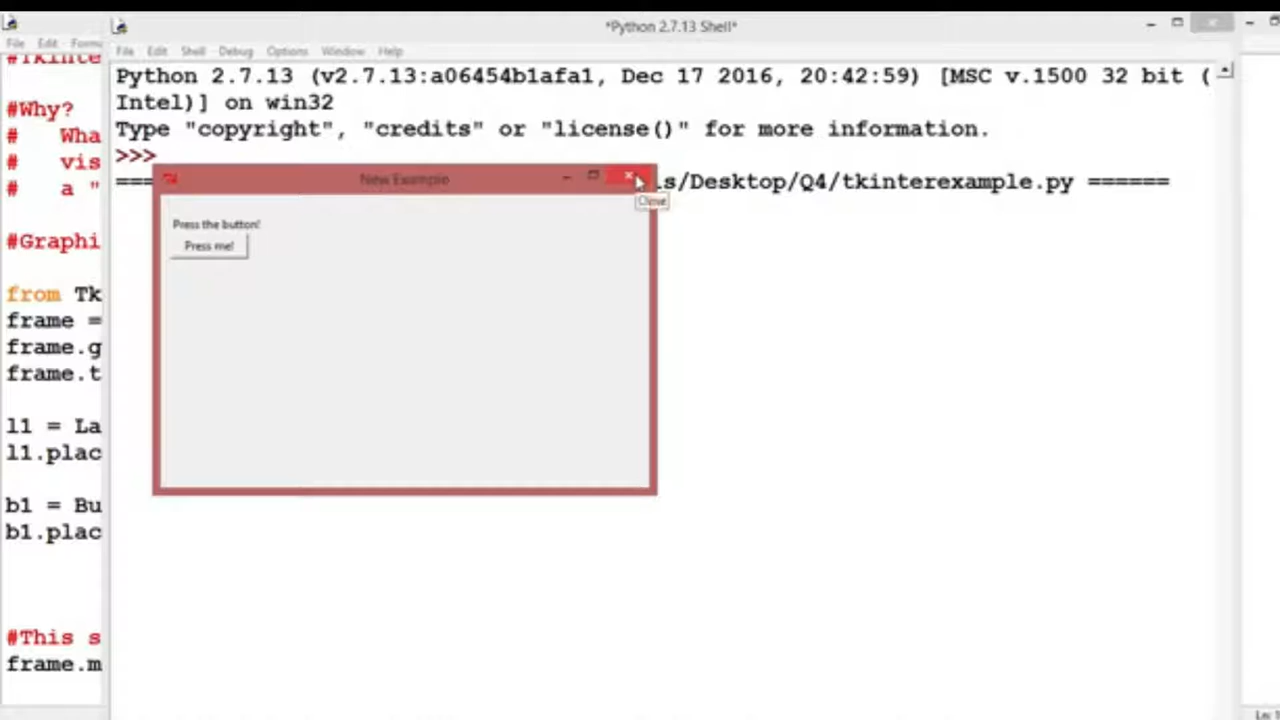 *Python 2.7.13 Shell*
File Edit Shell Debug Options Window Help
Python 2.7.13 (v2.7.13:a06454b1afa1, Dec 17 2016, 20:42:59) [MSC v.1500 32 bit (
Intel)] on win32
Type "copyright", "credits" or "license()" for more information.
>>>
=== ls/Desktop/Q4/tkinterexample.py ======
New Example
Close
Press the button!
Press me!
File Edit Forma
#Tkinte
#Why?
# Wha
# vis
# a "
#Graphi
from Tk
frame =
frame.g
frame.t
l1 = La
l1.plac
b1 = Bu
b1.plac
#This s
frame.m